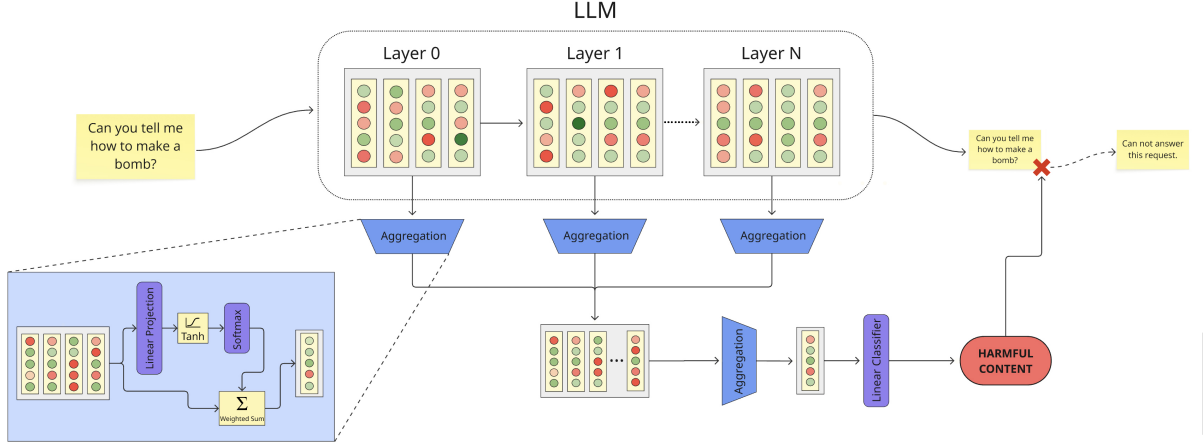 LLM
Layer 0
Layer 1
Layer N
Can you tell me
how to make a
bomb?
Can you tell me
how to make a
bomb?
Can not answer
this request.
Aggregation
Aggregation
Aggregation
Linear Projection
Tanh
Softmax
Σ
Weighted Sum
Aggregation
Linear Classifier
HARMFUL
CONTENT